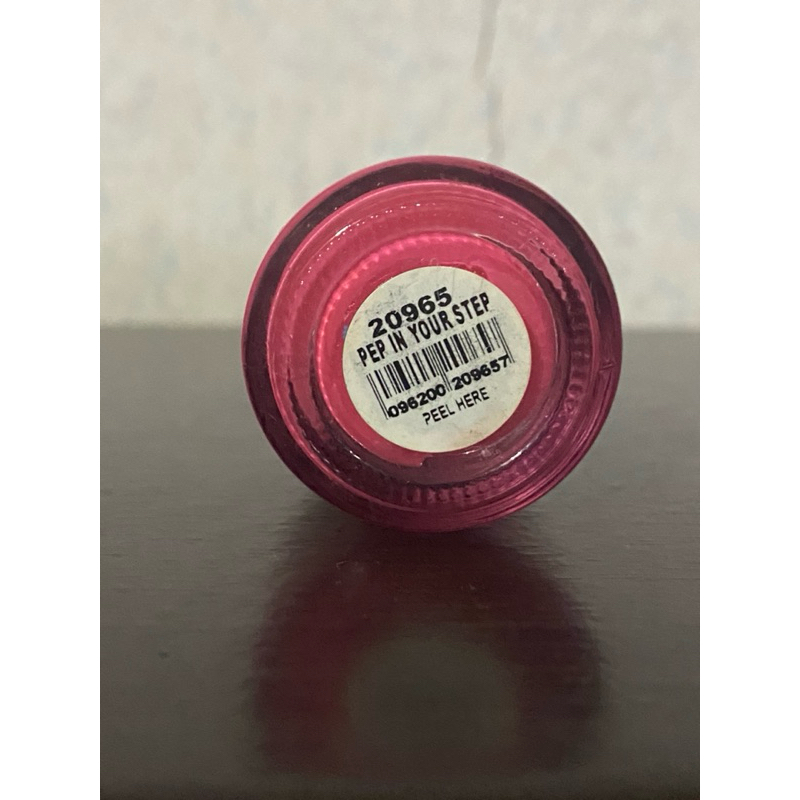 20965
PEP IN YOUR STEP
096200 209657
PEEL HERE